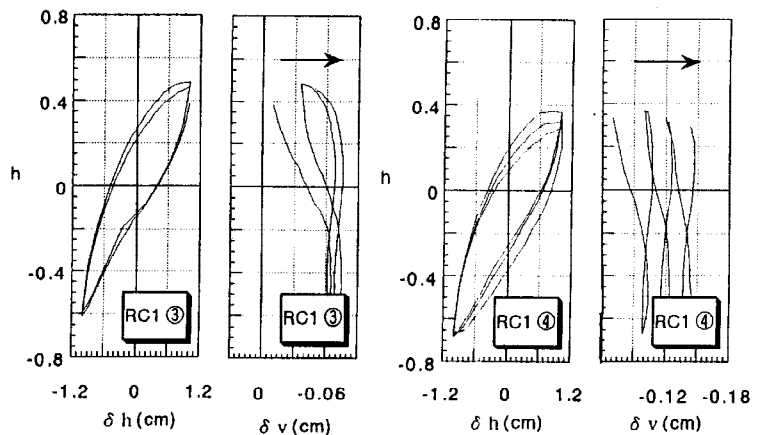 0.8
0.4
h
0
-0.4
-0.8
RC1 ③
-1.2 0 1.2
δ h (cm)
RC1 ③
0 -0.06
δ v (cm)
0.8
0.4
h
0
-0.4
-0.8
RC1 ④
-1.2 0 1.2
δ h (cm)
RC1 ④
-0.12 -0.18
δ v (cm)